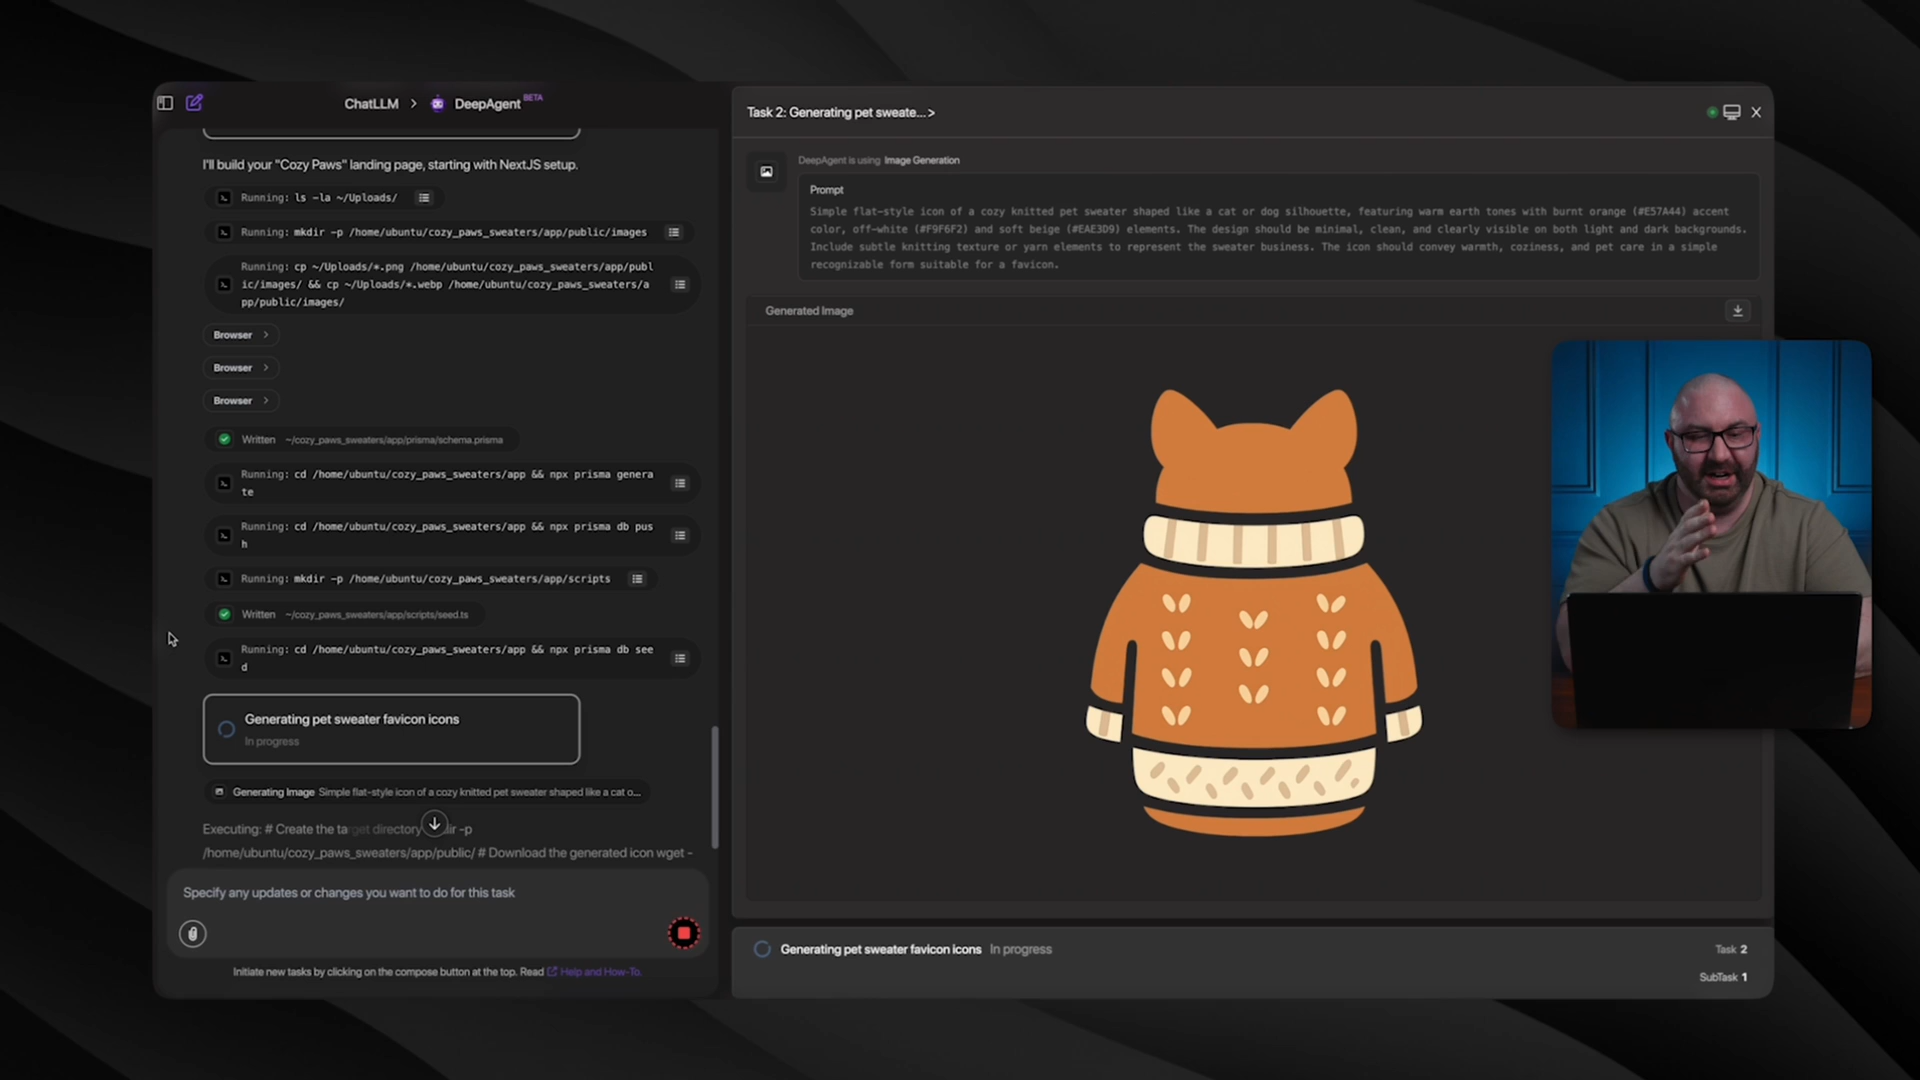 ChatLLM > DeepAgent BETA
I'll build your "Cozy Paws" landing page, starting with NextJS setup.
Running: ls -la ~/Uploads/
Running: mkdir -p /home/ubuntu/cozy_paws_sweaters/app/public/images
Running: cp ~/Uploads/*.png /home/ubuntu/cozy_paws_sweaters/app/publ
ic/images/ && cp ~/Uploads/*.webp /home/ubuntu/cozy_paws_sweaters/a
pp/public/images/
Browser >
Browser >
Browser >
Written ~/cozy_paws_sweaters/app/prisma/schema.prisma
Running: cd /home/ubuntu/cozy_paws_sweaters/app && npx prisma genera
te
Running: cd /home/ubuntu/cozy_paws_sweaters/app && npx prisma db pus
h
Running: mkdir -p /home/ubuntu/cozy_paws_sweaters/app/scripts
Written ~/cozy_paws_sweaters/app/scripts/seed.ts
Running: cd /home/ubuntu/cozy_paws_sweaters/app && npx prisma db see
d
Generating pet sweater favicon icons
In progress
Generating Image Simple flat-style icon of a cozy knitted pet sweater shaped like a cat o...
Executing: # Create the target directory -p
/home/ubuntu/cozy_paws_sweaters/app/public/ # Download the generated icon wget -
Specify any updates or changes you want to do for this task
Initiate new tasks by clicking on the compose button at the top. Read Help and How-To.
Task 2: Generating pet sweate... >
DeepAgent is using Image Generation
Prompt
Simple flat-style icon of a cozy knitted pet sweater shaped like a cat or dog silhouette, featuring warm earth tones with burnt orange (#E57A44) accent
color, off-white (#F9F6F2) and soft beige (#EAE3D9) elements. The design should be minimal, clean, and clearly visible on both light and dark backgrounds.
Include subtle knitting texture or yarn elements to represent the sweater business. The icon should convey warmth, coziness, and pet care in a simple
recognizable form suitable for a favicon.
Generated Image
Generating pet sweater favicon icons In progress
Task 2
SubTask 1